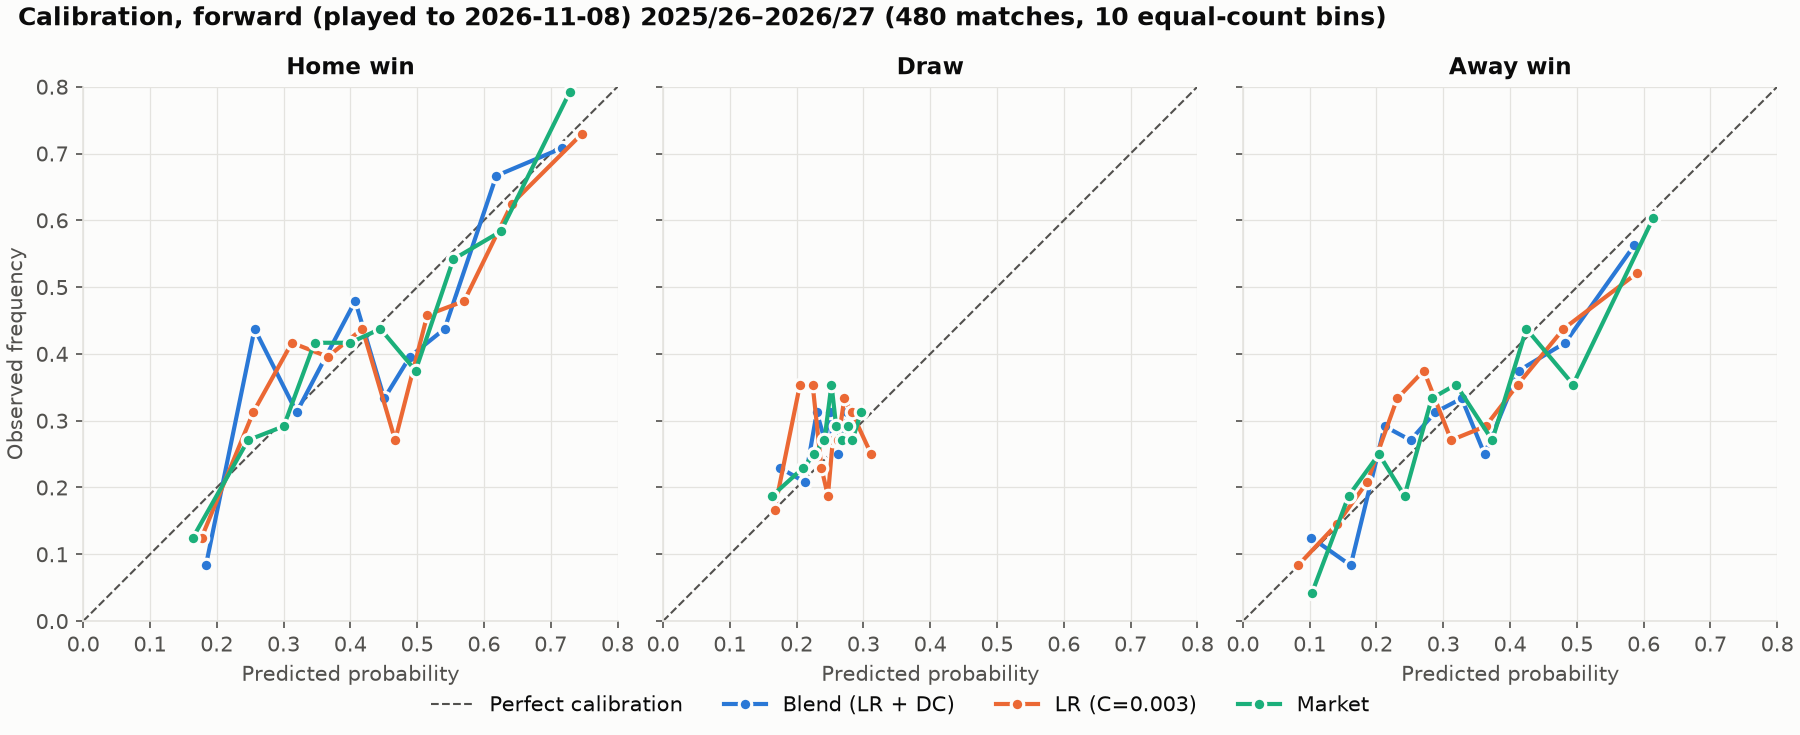 Calibration, forward (played to 2026-11-08) 2025/26–2026/27 (480 matches, 10 equal-count bins)
Home win
Draw
Away win
Observed frequency
0.8
0.7
0.6
0.5
0.4
0.3
0.2
0.1
0.0
0.0 0.1 0.2 0.3 0.4 0.5 0.6 0.7 0.8
0.0 0.1 0.2 0.3 0.4 0.5 0.6 0.7 0.8
0.0 0.1 0.2 0.3 0.4 0.5 0.6 0.7 0.8
Predicted probability
Predicted probability
Predicted probability
Perfect calibration
Blend (LR + DC)
LR (C=0.003)
Market